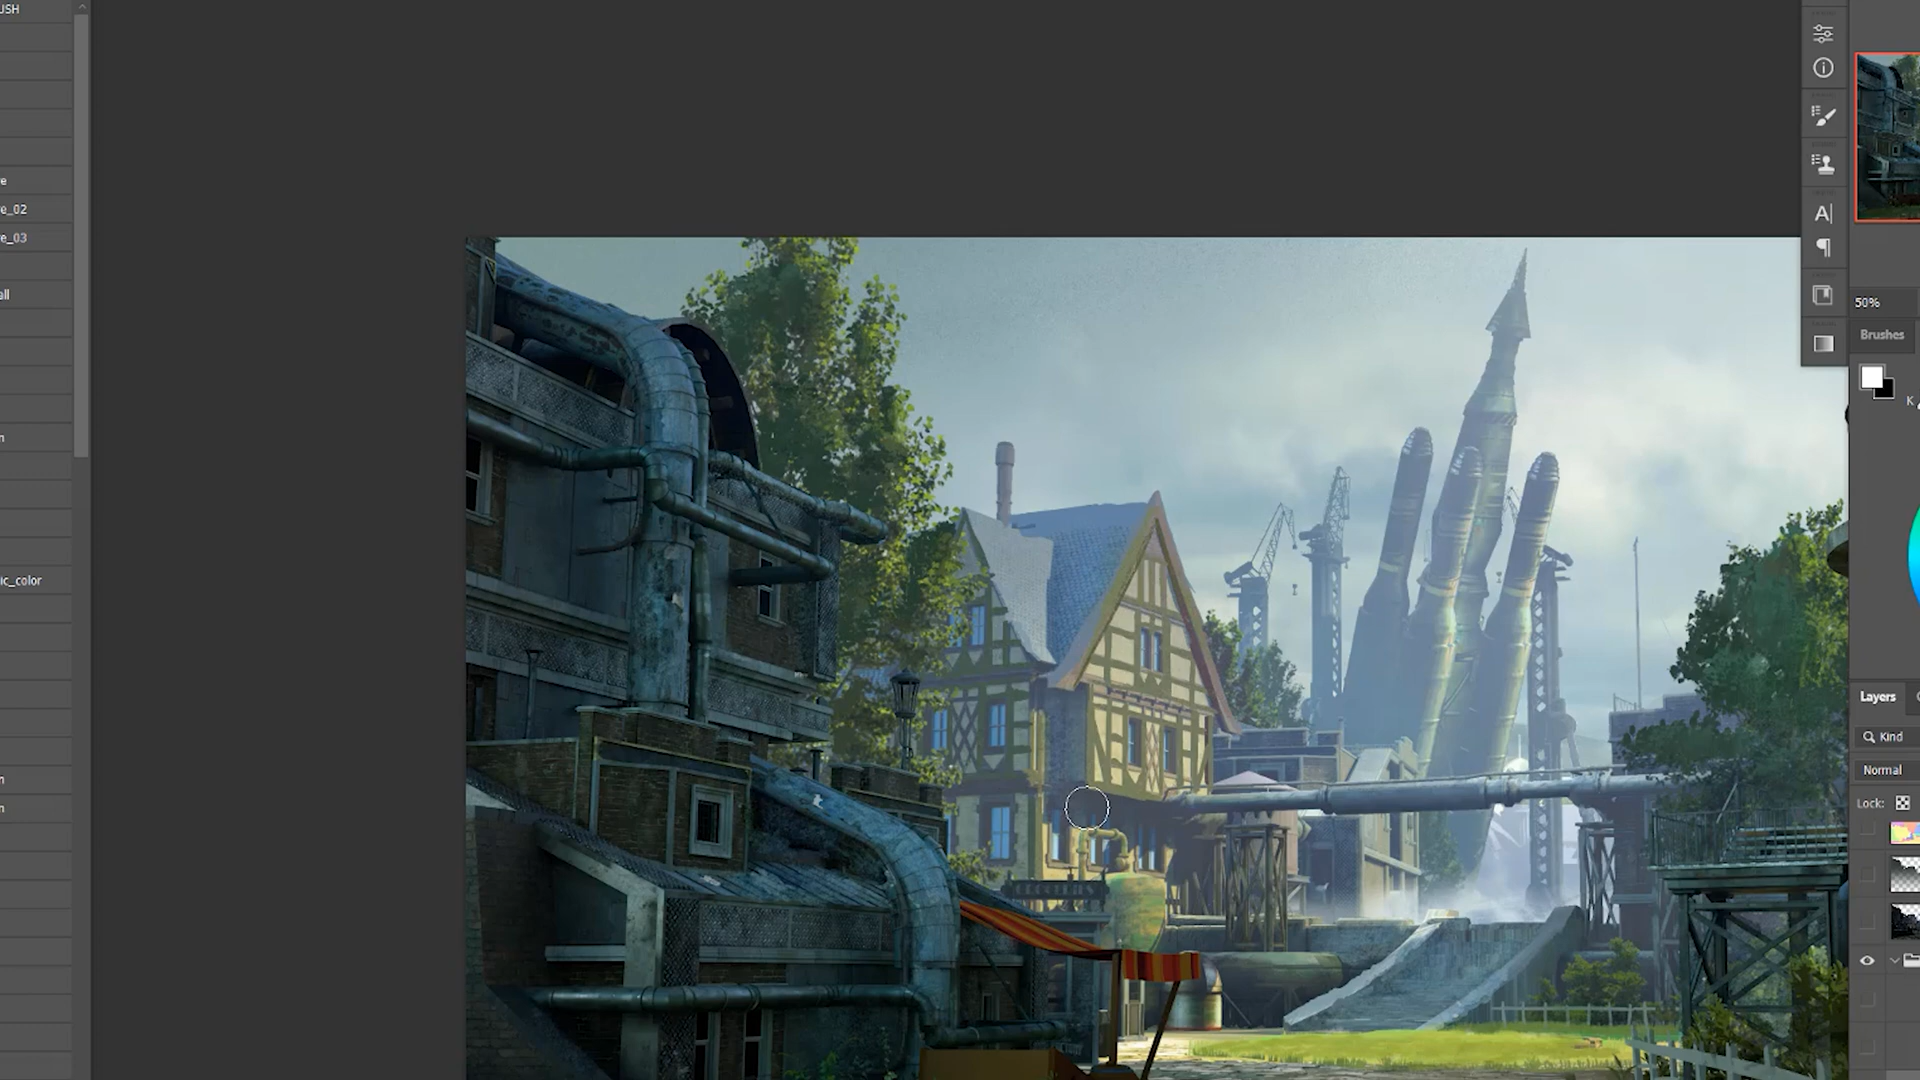 USH
e
e_02
e_03
all
n
ic_color
n
n
50%
Brushes
K
Layers
Kind
Normal
Lock: